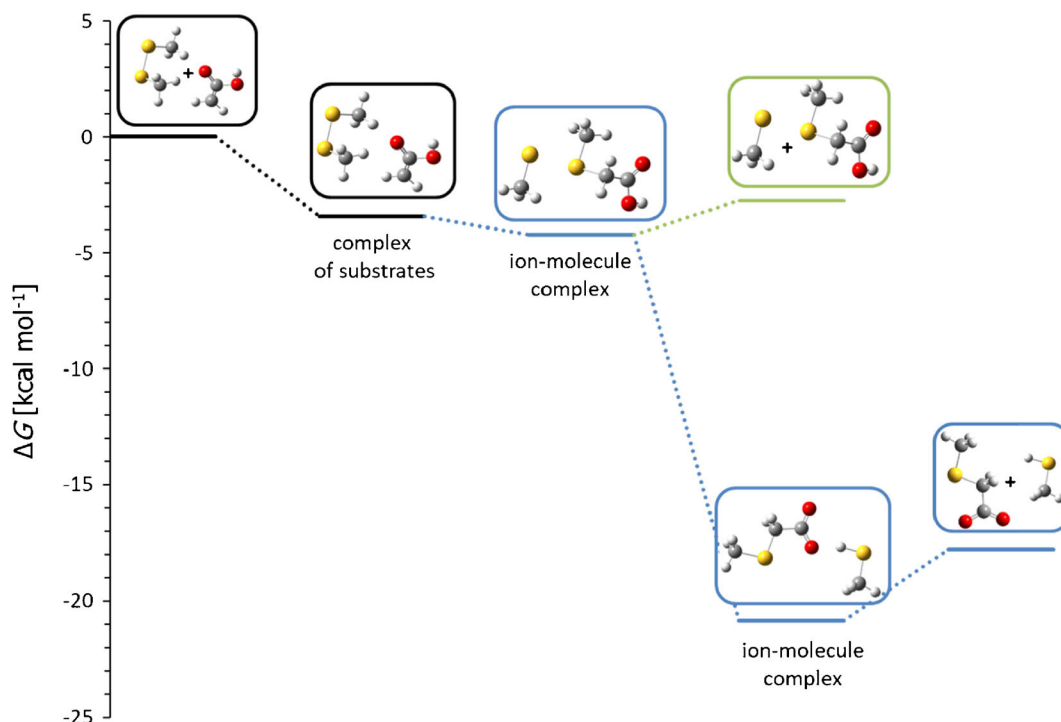 5
0
-5
-10
-15
-20
-25
ΔG [kcal mol⁻¹]
+
complex
of substrates
ion-molecule
complex
+
ion-molecule
complex
+